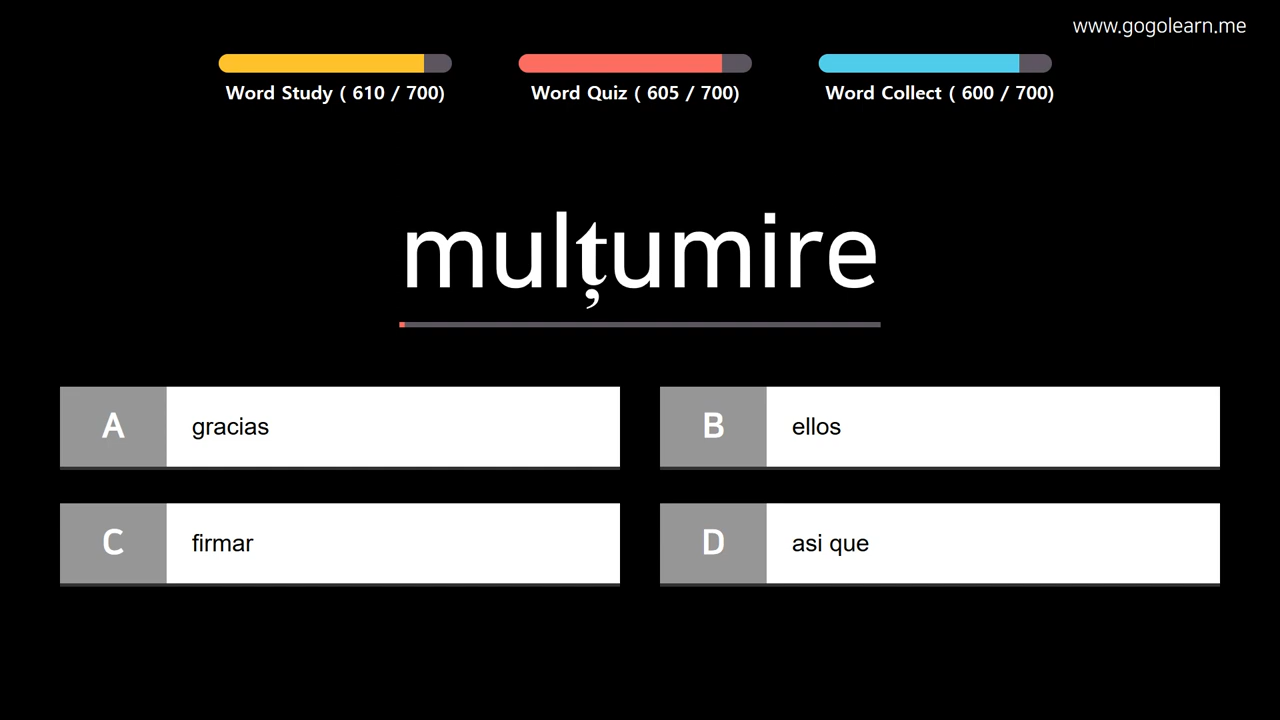 www.gogolearn.me
Word Study ( 610 / 700)
Word Quiz ( 605 / 700)
Word Collect ( 600 / 700)
mulțumire
A gracias
B ellos
C firmar
D asi que